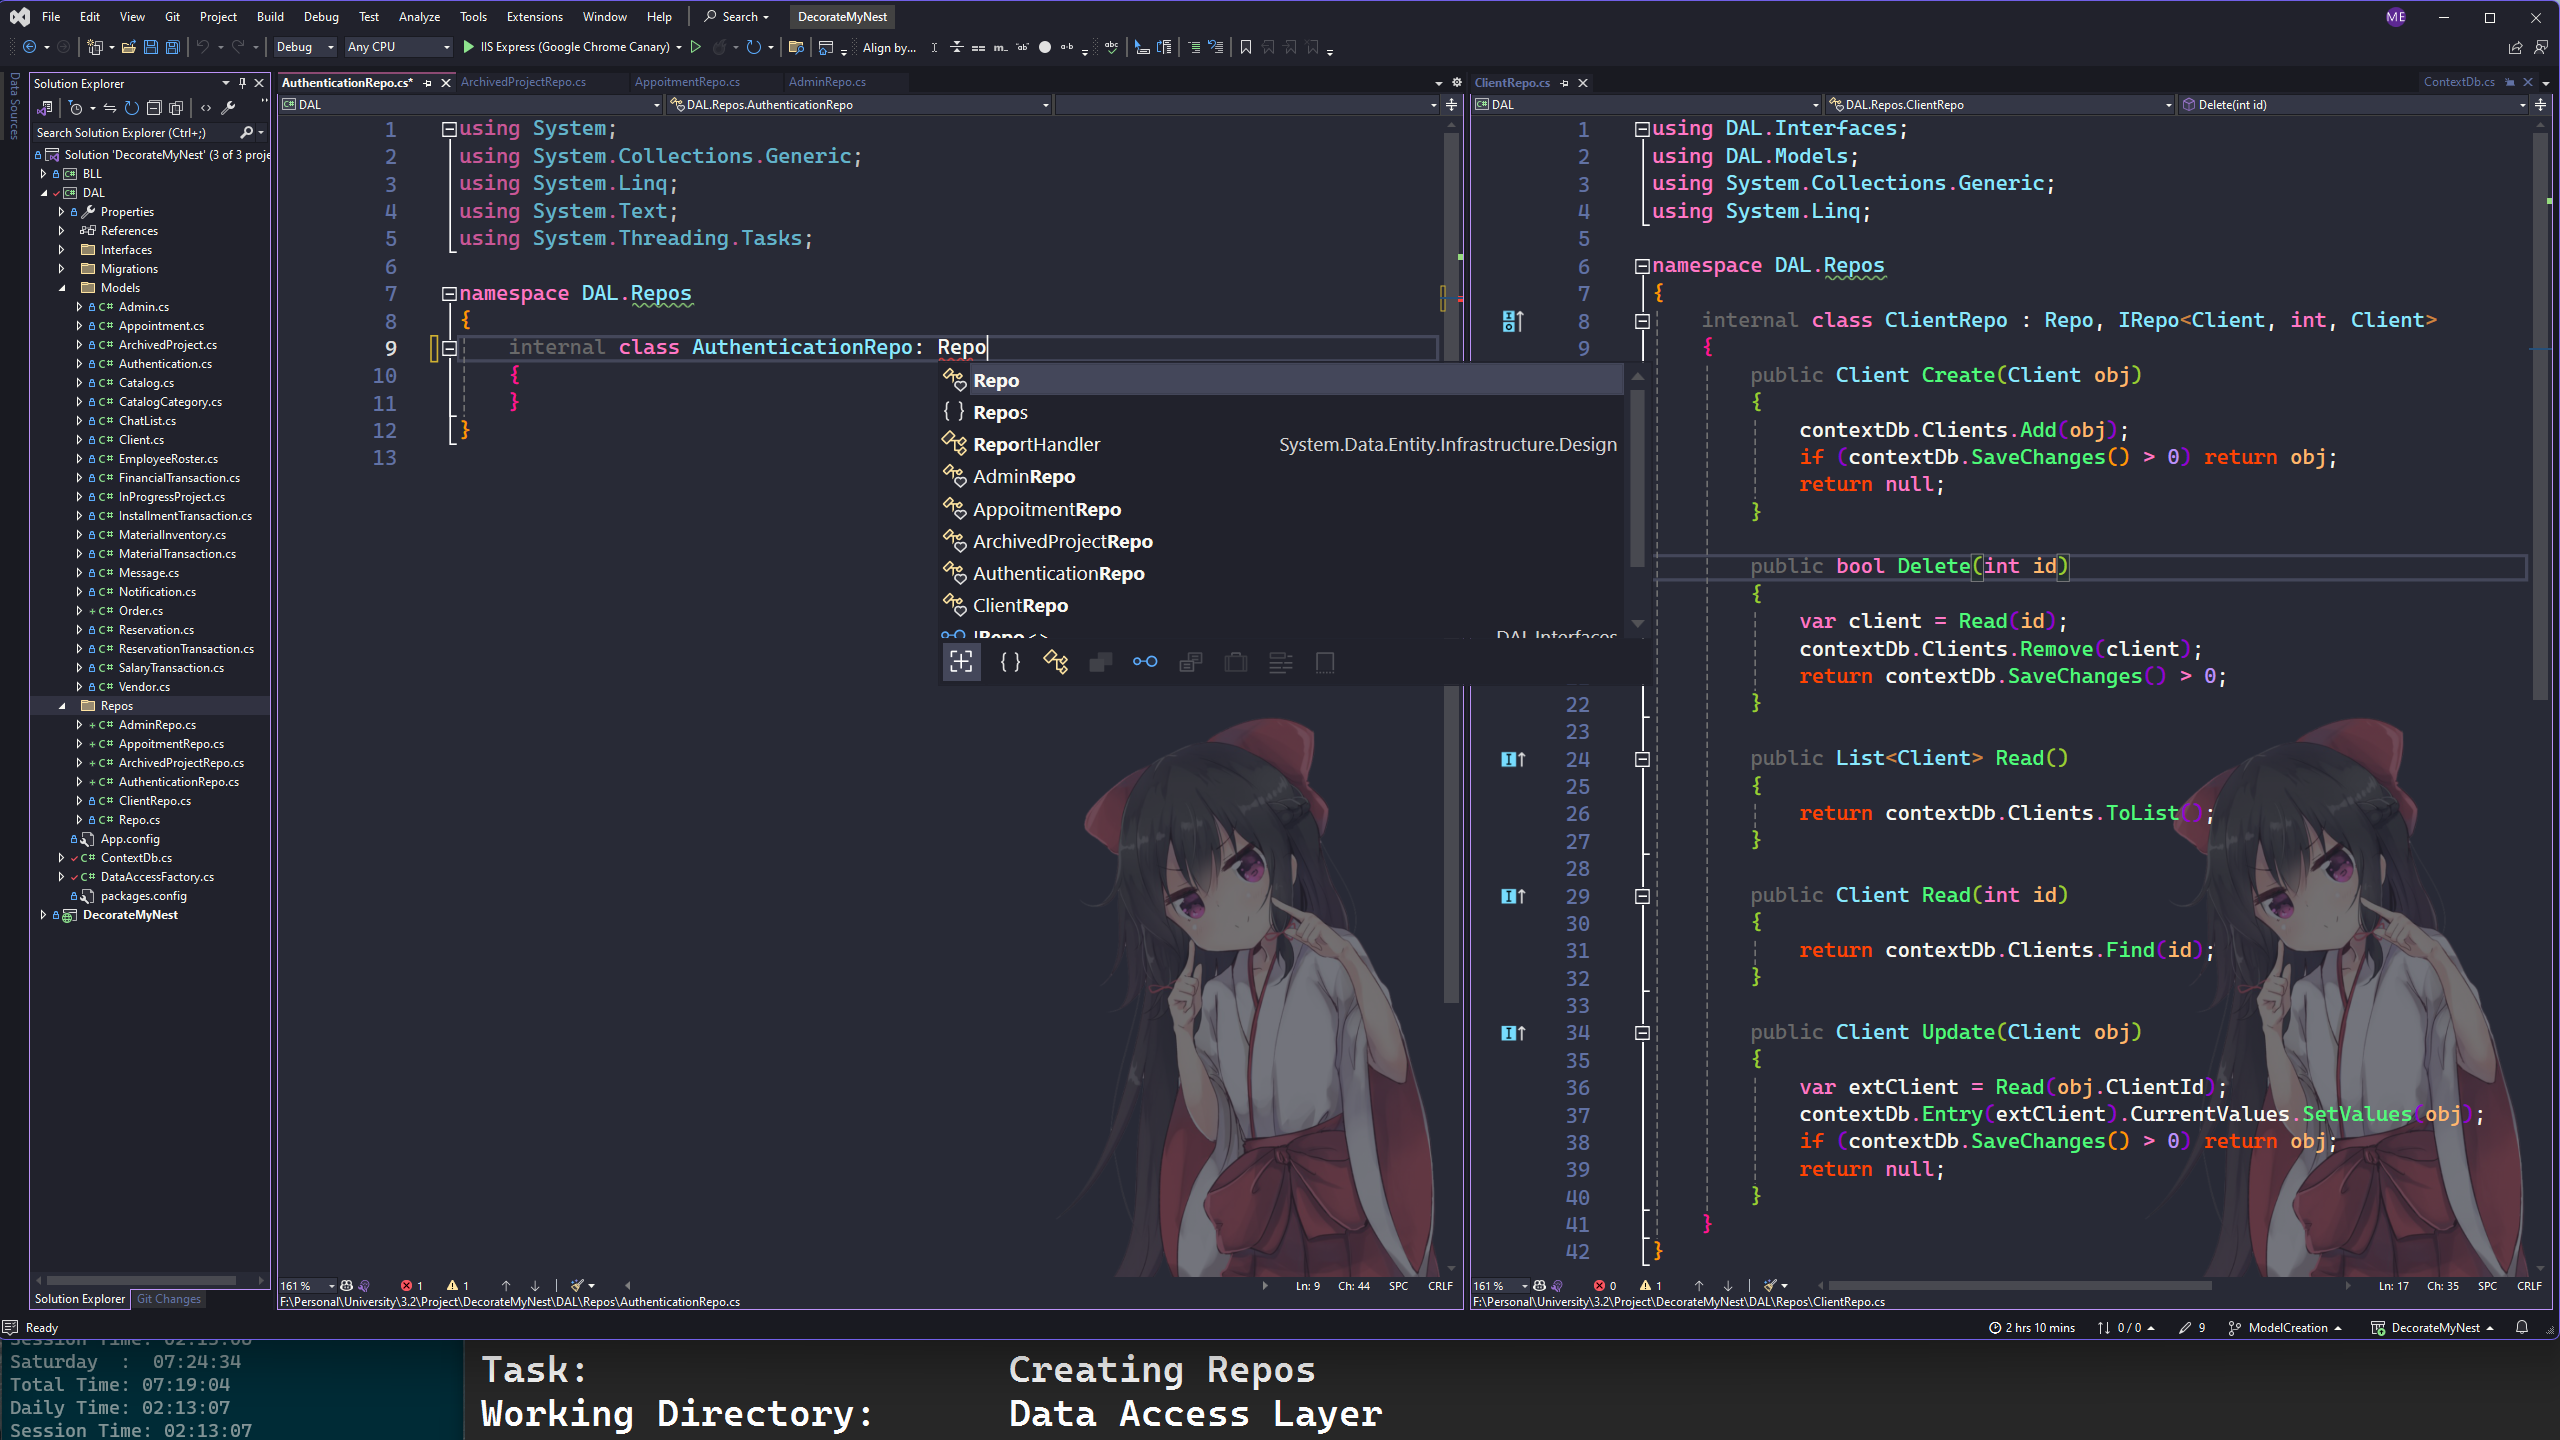 File Edit View Git Project Build Debug Test Analyze Tools Extensions Window Help Search DecorateMyNest ME
Debug Any CPU IIS Express (Google Chrome Canary) Align by...
Data Sources
Solution Explorer
Search Solution Explorer (Ctrl+;)
Solution 'DecorateMyNest' (3 of 3 proje
BLL
DAL
Properties
References
Interfaces
Migrations
Models
C# Admin.cs
C# Appointment.cs
C# ArchivedProject.cs
C# Authentication.cs
C# Catalog.cs
C# CatalogCategory.cs
C# ChatList.cs
C# Client.cs
C# EmployeeRoster.cs
C# FinancialTransaction.cs
C# InProgressProject.cs
C# InstallmentTransaction.cs
C# MaterialInventory.cs
C# MaterialTransaction.cs
C# Message.cs
C# Notification.cs
+ C# Order.cs
C# Reservation.cs
C# ReservationTransaction.cs
C# SalaryTransaction.cs
C# Vendor.cs
Repos
+ C# AdminRepo.cs
+ C# AppoitmentRepo.cs
+ C# ArchivedProjectRepo.cs
+ C# AuthenticationRepo.cs
C# ClientRepo.cs
C# Repo.cs
App.config
C# ContextDb.cs
C# DataAccessFactory.cs
packages.config
DecorateMyNest
Solution Explorer Git Changes
AuthenticationRepo.cs* ArchivedProjectRepo.cs AppoitmentRepo.cs AdminRepo.cs
DAL DAL.Repos.AuthenticationRepo
1 using System;
2 using System.Collections.Generic;
3 using System.Linq;
4 using System.Text;
5 using System.Threading.Tasks;
6
7 namespace DAL.Repos
8 {
9 internal class AuthenticationRepo: Repo
10 {
11 }
12 }
13
Repo
{ } Repos
ReportHandler System.Data.Entity.Infrastructure.Design
AdminRepo
AppoitmentRepo
ArchivedProjectRepo
AuthenticationRepo
ClientRepo
IRepo<> DAL.Interfaces
{ }
161 % 1 1 Ln: 9 Ch: 44 SPC CRLF
F:\Personal\University\3.2\Project\DecorateMyNest\DAL\Repos\AuthenticationRepo.cs
ClientRepo.cs ContextDb.cs
DAL DAL.Repos.ClientRepo Delete(int id)
1 using DAL.Interfaces;
2 using DAL.Models;
3 using System.Collections.Generic;
4 using System.Linq;
5
6 namespace DAL.Repos
7 {
8 internal class ClientRepo : Repo, IRepo<Client, int, Client>
9 {
public Client Create(Client obj)
{
contextDb.Clients.Add(obj);
if (contextDb.SaveChanges() > 0) return obj;
return null;
}
public bool Delete(int id)
{
var client = Read(id);
contextDb.Clients.Remove(client);
return contextDb.SaveChanges() > 0;
22 }
23
24 public List<Client> Read()
25 {
26 return contextDb.Clients.ToList();
27 }
28
29 public Client Read(int id)
30 {
31 return contextDb.Clients.Find(id);
32 }
33
34 public Client Update(Client obj)
35 {
36 var extClient = Read(obj.ClientId);
37 contextDb.Entry(extClient).CurrentValues.SetValues(obj);
38 if (contextDb.SaveChanges() > 0) return obj;
39 return null;
40 }
41 }
42 }
161 % 0 1 Ln: 17 Ch: 35 SPC CRLF
F:\Personal\University\3.2\Project\DecorateMyNest\DAL\Repos\ClientRepo.cs
Ready 2 hrs 10 mins 0 / 0 9 ModelCreation DecorateMyNest
Saturday : 07:24:34
Total Time: 07:19:04
Daily Time: 02:13:07
Session Time: 02:13:07
Task: Creating Repos
Working Directory: Data Access Layer